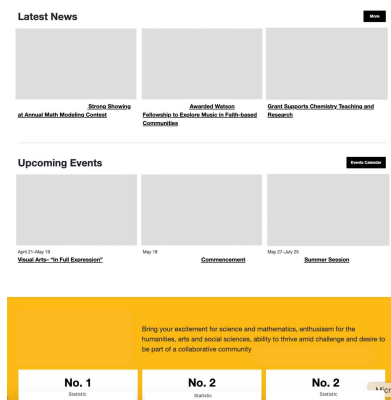 Latest News
More
Strong Showing
at Annual Math Modeling Contest
Awarded Watson
Fellowship to Explore Music in Faith-based
Communities
Grant Supports Chemistry Teaching and
Research
Upcoming Events
Events Calendar
April 21–May 19
Visual Arts– "In Full Expression"
May 18
Commencement
May 27–July 25
Summer Session
Bring your excitement for science and mathematics, enthusiasm for the
humanities, arts and social sciences, ability to thrive amid challenge and desire to
be part of a collaborative community
No. 1
Statistic
No. 2
Statistic
No. 2
Statistic